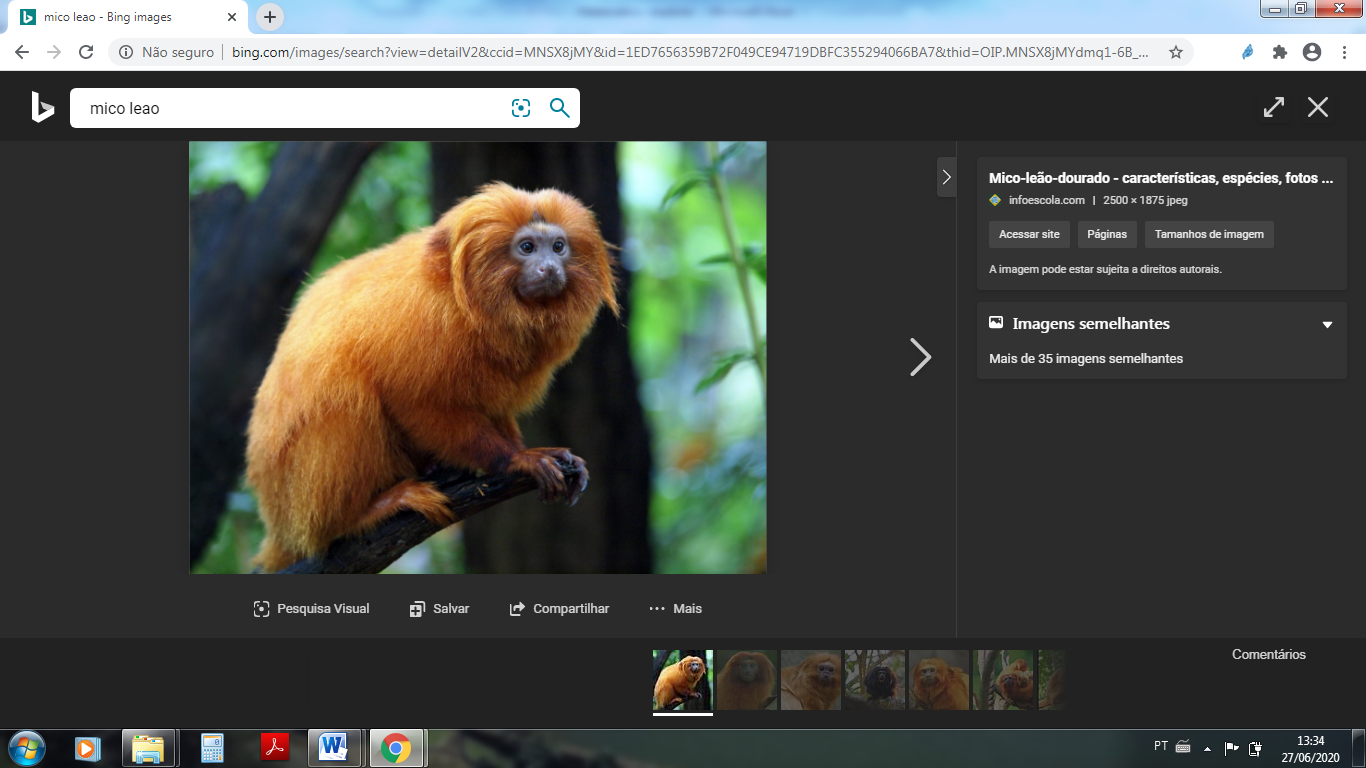 mico leao - Bing images
Não seguro
bing.com/images/search?view=detailV2&ccid=MNSX8jMY&id=1ED7656359B72F049CE94719DBFC355294066BA7&thid=OIP.MNSX8jMYdmq1-6B_...
mico leao
Mico-leão-dourado - características, espécies, fotos ...
infoescola.com | 2500 × 1875 jpeg
Acessar site
Páginas
Tamanhos de imagem
A imagem pode estar sujeita a direitos autorais.
Imagens semelhantes
Mais de 35 imagens semelhantes
Pesquisa Visual
Salvar
Compartilhar
Mais
Comentários
PT
13:34
27/06/2020